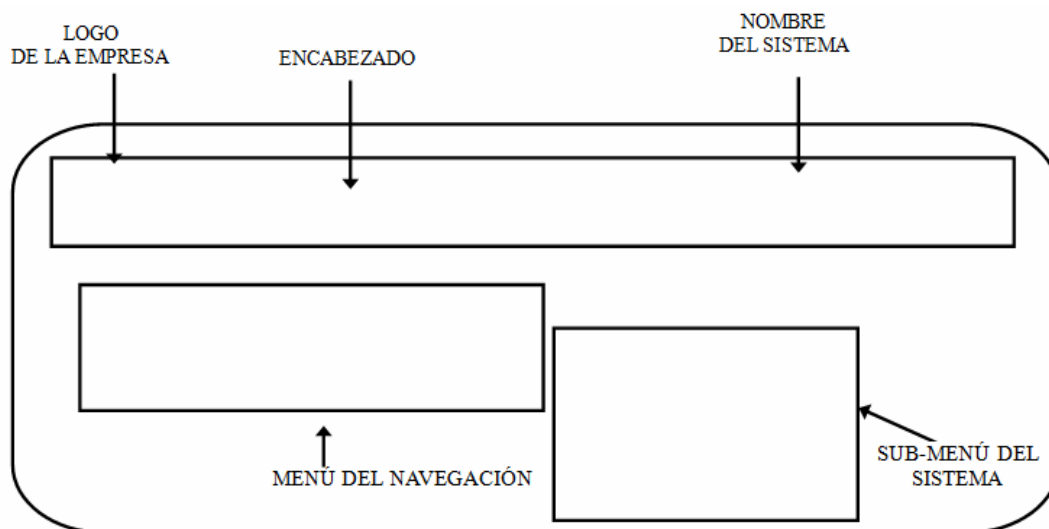 LOGO
DE LA EMPRESA
ENCABEZADO
NOMBRE
DEL SISTEMA
MENÚ DEL NAVEGACIÓN
SUB-MENÚ DEL
SISTEMA